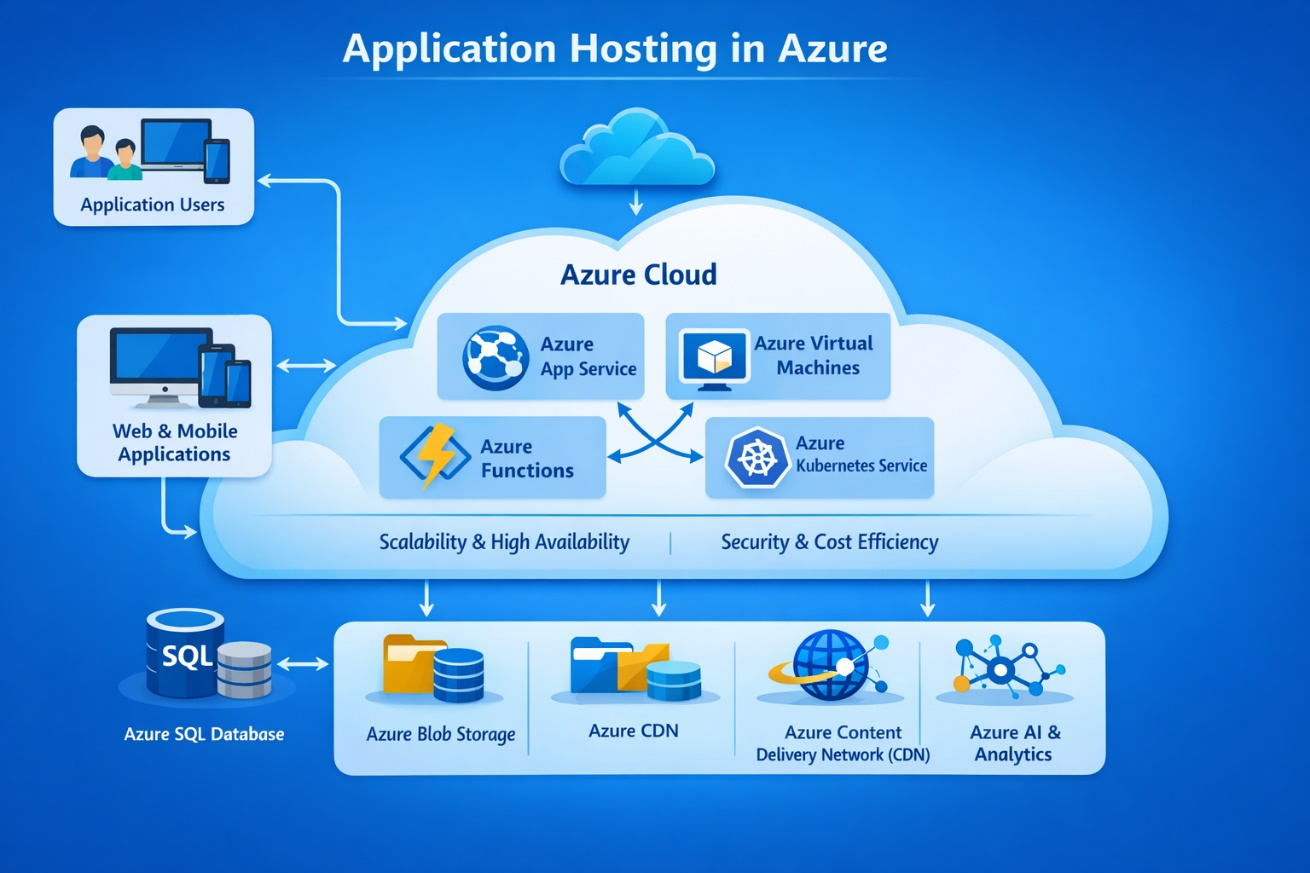 Application Hosting in Azure
Application Users
Azure Cloud
Azure
App Service
Azure Virtual
Machines
Web & Mobile
Applications
Azure
Functions
Azure
Kubernetes Service
Scalability & High Availability
Security & Cost Efficiency
SQL
Azure SQL Database
Azure Blob Storage
Azure CDN
Azure Content
Delivery Network (CDN)
Azure AI &
Analytics